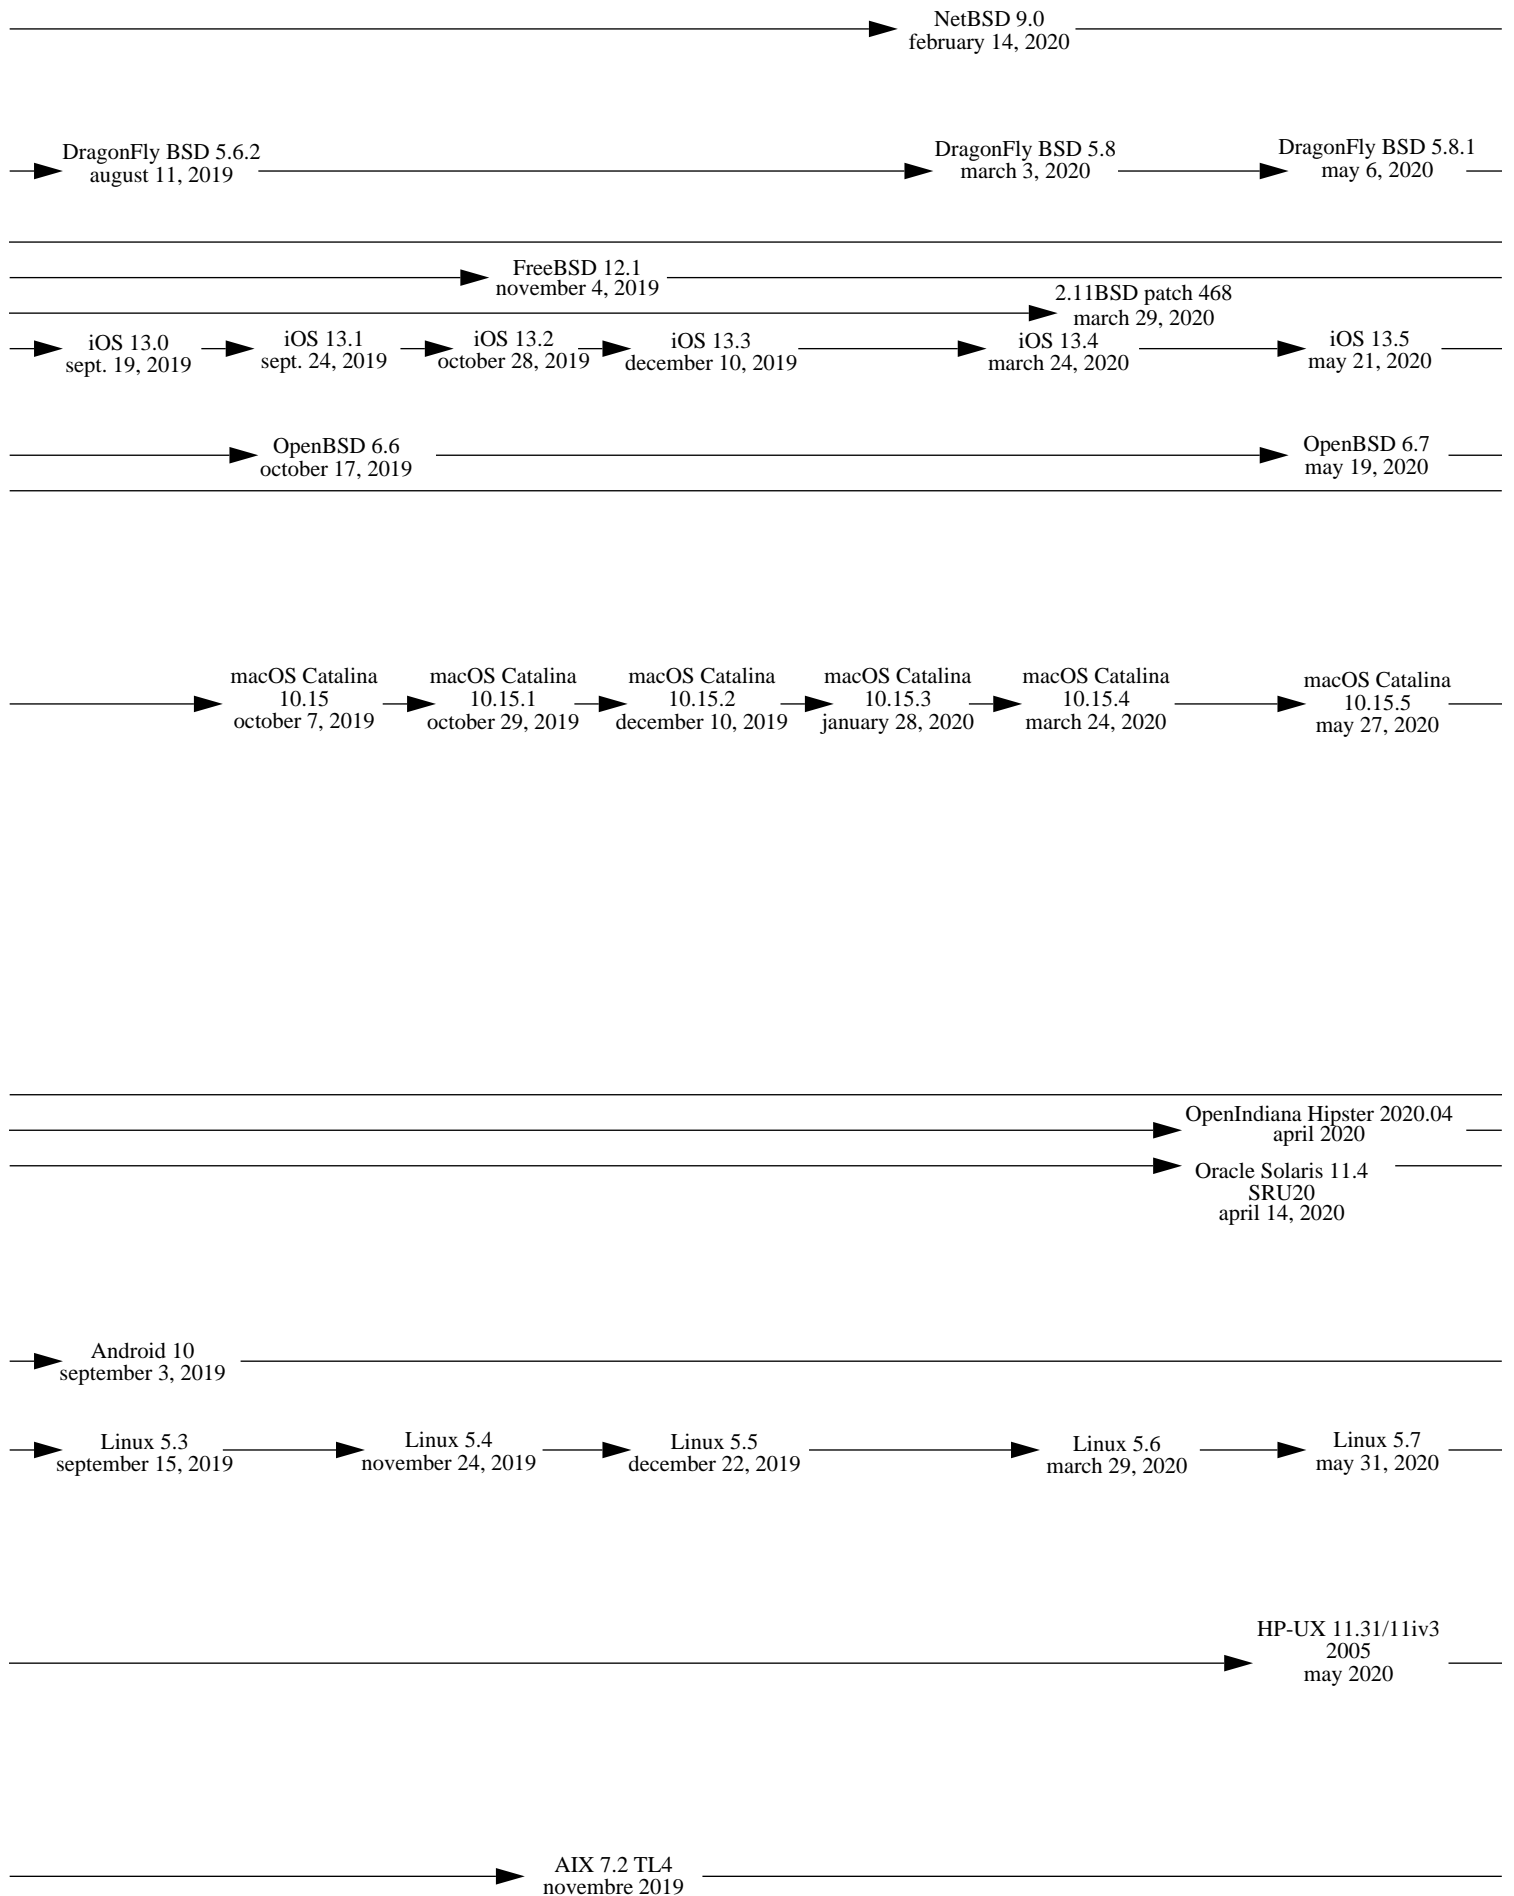 NetBSD 9.0
february 14, 2020
DragonFly BSD 5.6.2
august 11, 2019
DragonFly BSD 5.8
march 3, 2020
DragonFly BSD 5.8.1
may 6, 2020
FreeBSD 12.1
november 4, 2019
2.11BSD patch 468
march 29, 2020
iOS 13.0
sept. 19, 2019
iOS 13.1
sept. 24, 2019
iOS 13.2
october 28, 2019
iOS 13.3
december 10, 2019
iOS 13.4
march 24, 2020
iOS 13.5
may 21, 2020
OpenBSD 6.6
october 17, 2019
OpenBSD 6.7
may 19, 2020
macOS Catalina
10.15
october 7, 2019
macOS Catalina
10.15.1
october 29, 2019
macOS Catalina
10.15.2
december 10, 2019
macOS Catalina
10.15.3
january 28, 2020
macOS Catalina
10.15.4
march 24, 2020
macOS Catalina
10.15.5
may 27, 2020
OpenIndiana Hipster 2020.04
april 2020
Oracle Solaris 11.4
SRU20
april 14, 2020
Android 10
september 3, 2019
Linux 5.3
september 15, 2019
Linux 5.4
november 24, 2019
Linux 5.5
december 22, 2019
Linux 5.6
march 29, 2020
Linux 5.7
may 31, 2020
HP-UX 11.31/11iv3
2005
may 2020
AIX 7.2 TL4
novembre 2019